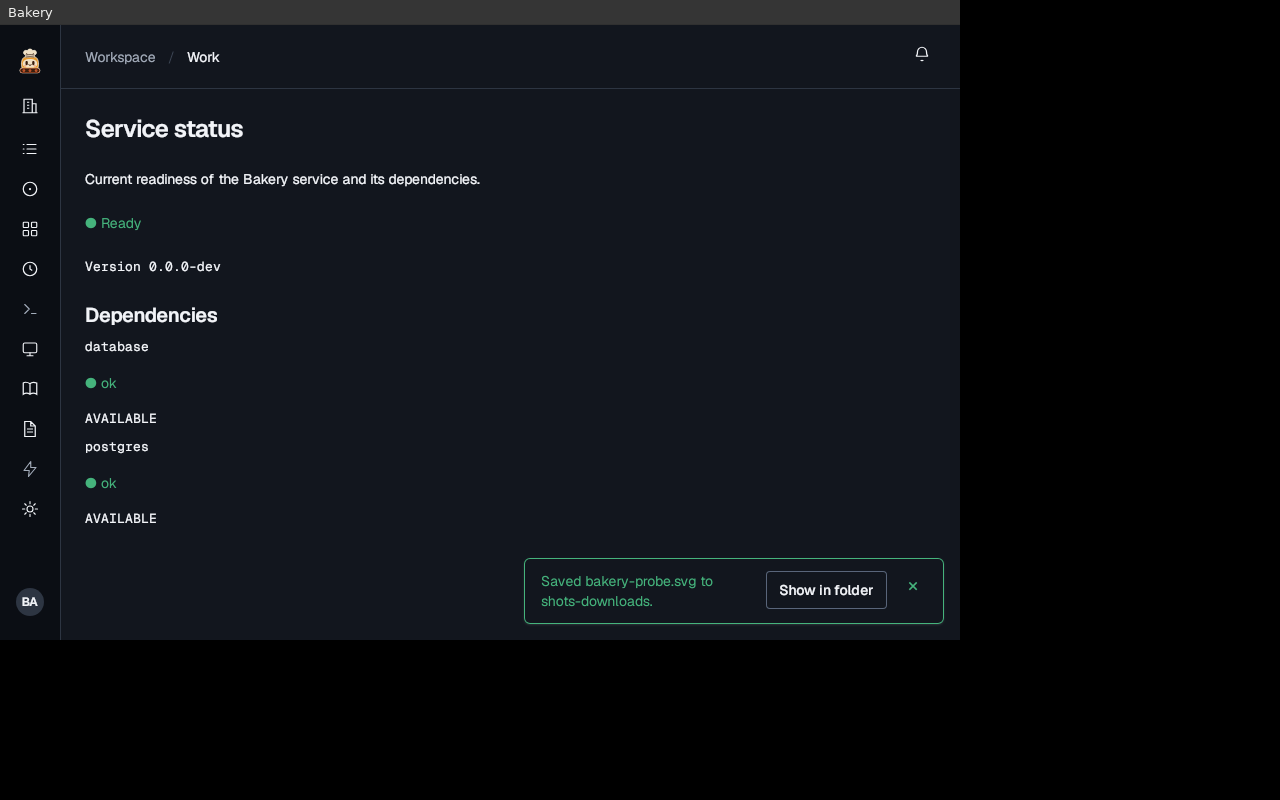 Bakery
Workspace / Work
Service status
Current readiness of the Bakery service and its dependencies.
Ready
Version 0.0.0-dev
Dependencies
database
ok
AVAILABLE
postgres
ok
AVAILABLE
Saved bakery-probe.svg to
shots-downloads.
Show in folder
BA